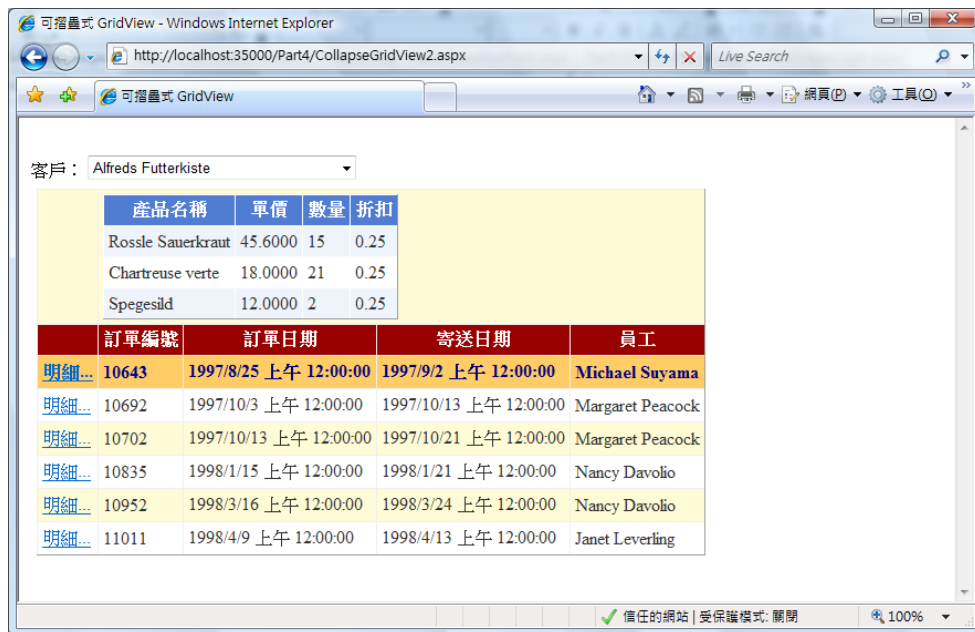 可摺疊式 GridView - Windows Internet Explorer
http://localhost:35000/Part4/CollapseGridView2.aspx
Live Search
可摺疊式 GridView
網頁(P)
工具(O)
客戶： Alfreds Futterkiste
產品名稱 單價 數量 折扣
Rossle Sauerkraut 45.6000 15 0.25
Chartreuse verte 18.0000 21 0.25
Spegesild 12.0000 2 0.25
訂單編號 訂單日期 寄送日期 員工
明細... 10643 1997/8/25 上午 12:00:00 1997/9/2 上午 12:00:00 Michael Suyama
明細... 10692 1997/10/3 上午 12:00:00 1997/10/13 上午 12:00:00 Margaret Peacock
明細... 10702 1997/10/13 上午 12:00:00 1997/10/21 上午 12:00:00 Margaret Peacock
明細... 10835 1998/1/15 上午 12:00:00 1998/1/21 上午 12:00:00 Nancy Davolio
明細... 10952 1998/3/16 上午 12:00:00 1998/3/24 上午 12:00:00 Nancy Davolio
明細... 11011 1998/4/9 上午 12:00:00 1998/4/13 上午 12:00:00 Janet Leverling
信任的網站 | 受保護模式: 關閉
100%